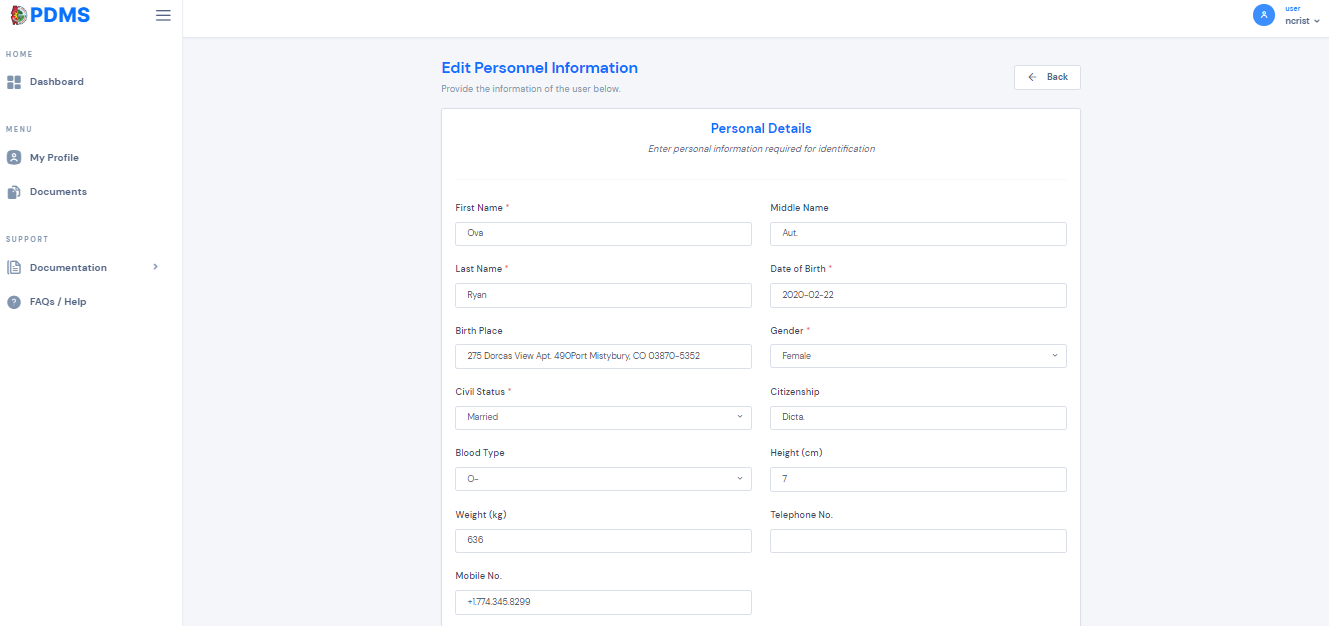 PDMS
user
ncrist
HOME
Dashboard
MENU
My Profile
Documents
SUPPORT
Documentation
FAQs / Help
Edit Personnel Information
Provide the information of the user below.
Back
Personal Details
Enter personal information required for identification
First Name *
Ova
Middle Name
Aut.
Last Name *
Ryan
Date of Birth *
2020-02-22
Birth Place
275 Dorcas View Apt. 490Port Mistybury, CO 03870-5352
Gender *
Female
Civil Status *
Married
Citizenship
Dicta.
Blood Type
O-
Height (cm)
7
Weight (kg)
636
Telephone No.
Mobile No.
+1.774.345.8299